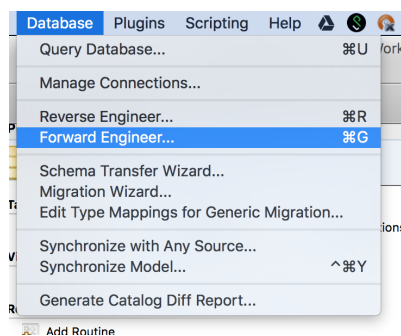 Database Plugins Scripting Help
Query Database... ⌘U
Manage Connections...
Reverse Engineer... ⌘R
Forward Engineer... ⌘G
Schema Transfer Wizard...
Migration Wizard...
Edit Type Mappings for Generic Migration...
Synchronize with Any Source...
Synchronize Model... ^⌘Y
Generate Catalog Diff Report...
Add Routine